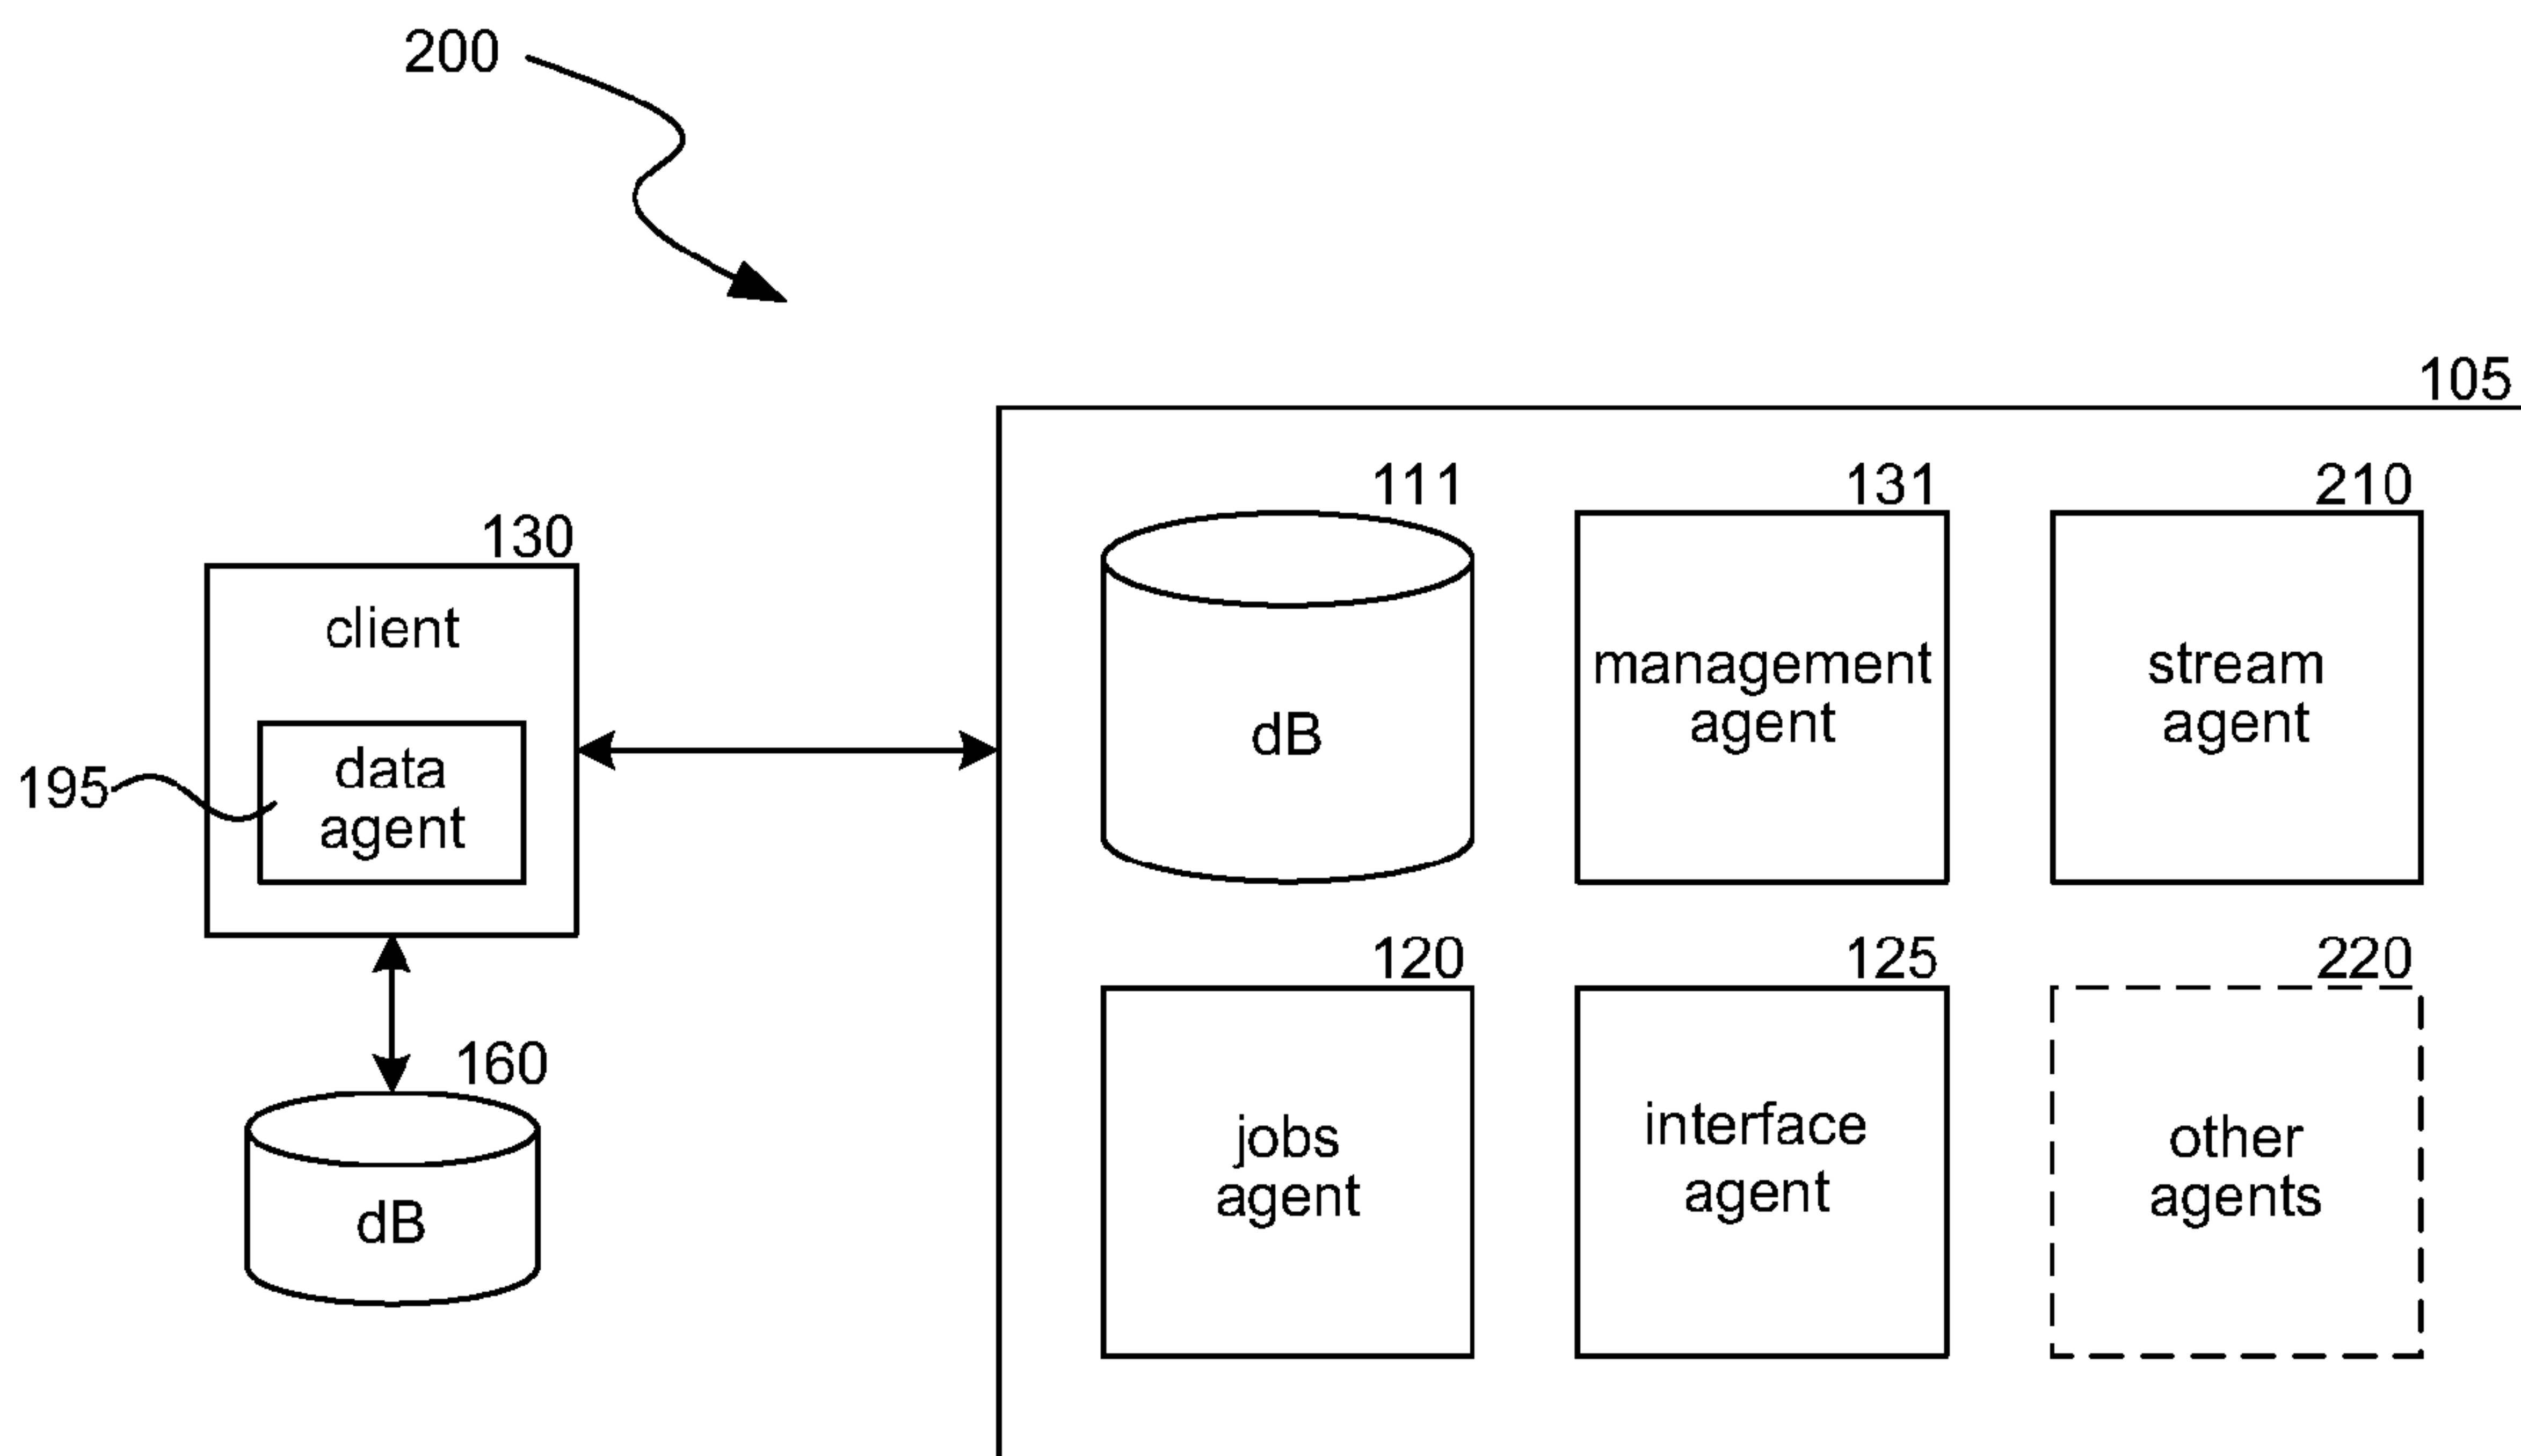 200
105
111
131
210
130
client
management
agent
stream
agent
dB
data
agent
195
120
125
220
160
jobs
agent
interface
agent
other
agents
dB